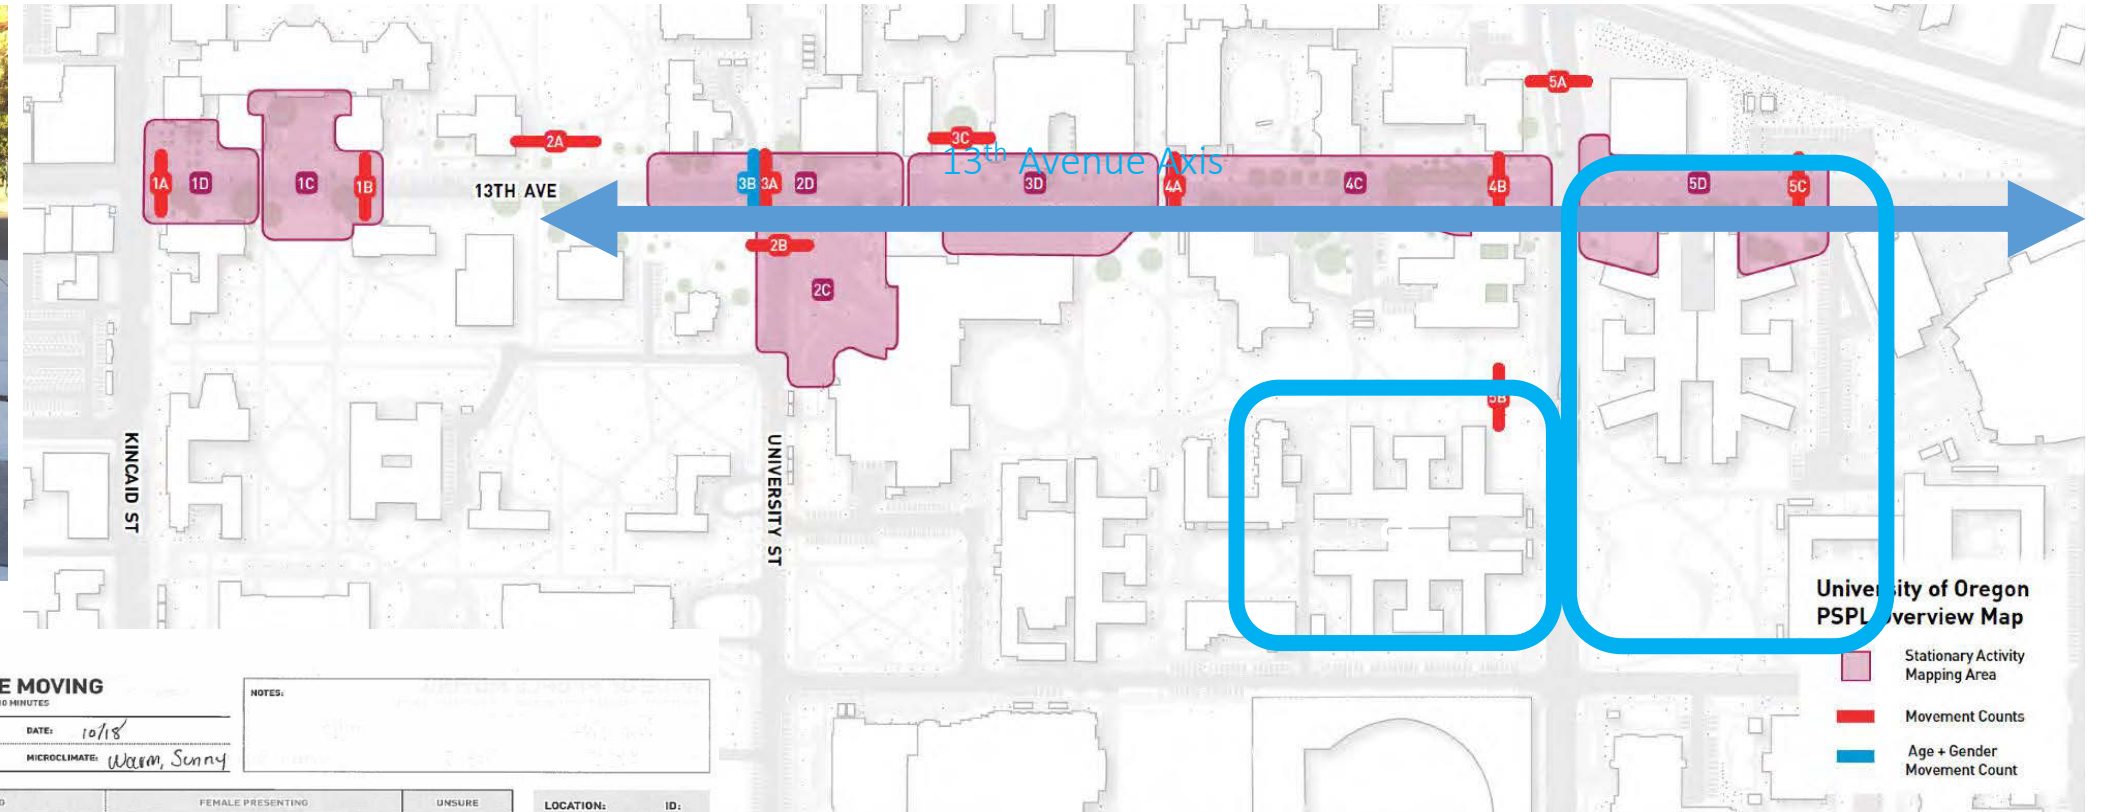 5A
2A
3C
13th Avenue Axis
1A
1D
1C
1B
13TH AVE
3B
3A
2D
3D
4A
4C
4B
5D
5C
2B
2C
5B
KINCAID ST
UNIVERSITY ST
University of Oregon
PSPL Overview Map
Stationary Activity
Mapping Area
Movement Counts
Age + Gender
Movement Count
E MOVING
10 MINUTES
NOTES:
DATE: 10/18
MICROCLIMATE: Warm, Sunny
FEMALE PRESENTING
UNSURE
LOCATION:
ID: